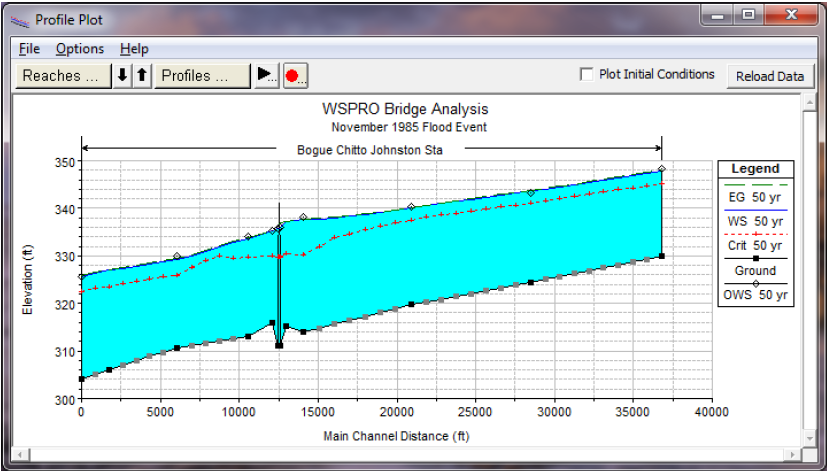 Profile Plot
File Options Help
Reaches ... Profiles ... ... ... Plot Initial Conditions Reload Data
WSPRO Bridge Analysis
November 1985 Flood Event
Bogue Chitto Johnston Sta
350
340
330
320
310
300
Elevation (ft)
0 5000 10000 15000 20000 25000 30000 35000 40000
Main Channel Distance (ft)
Legend
EG 50 yr
WS 50 yr
Crit 50 yr
Ground
OWS 50 yr